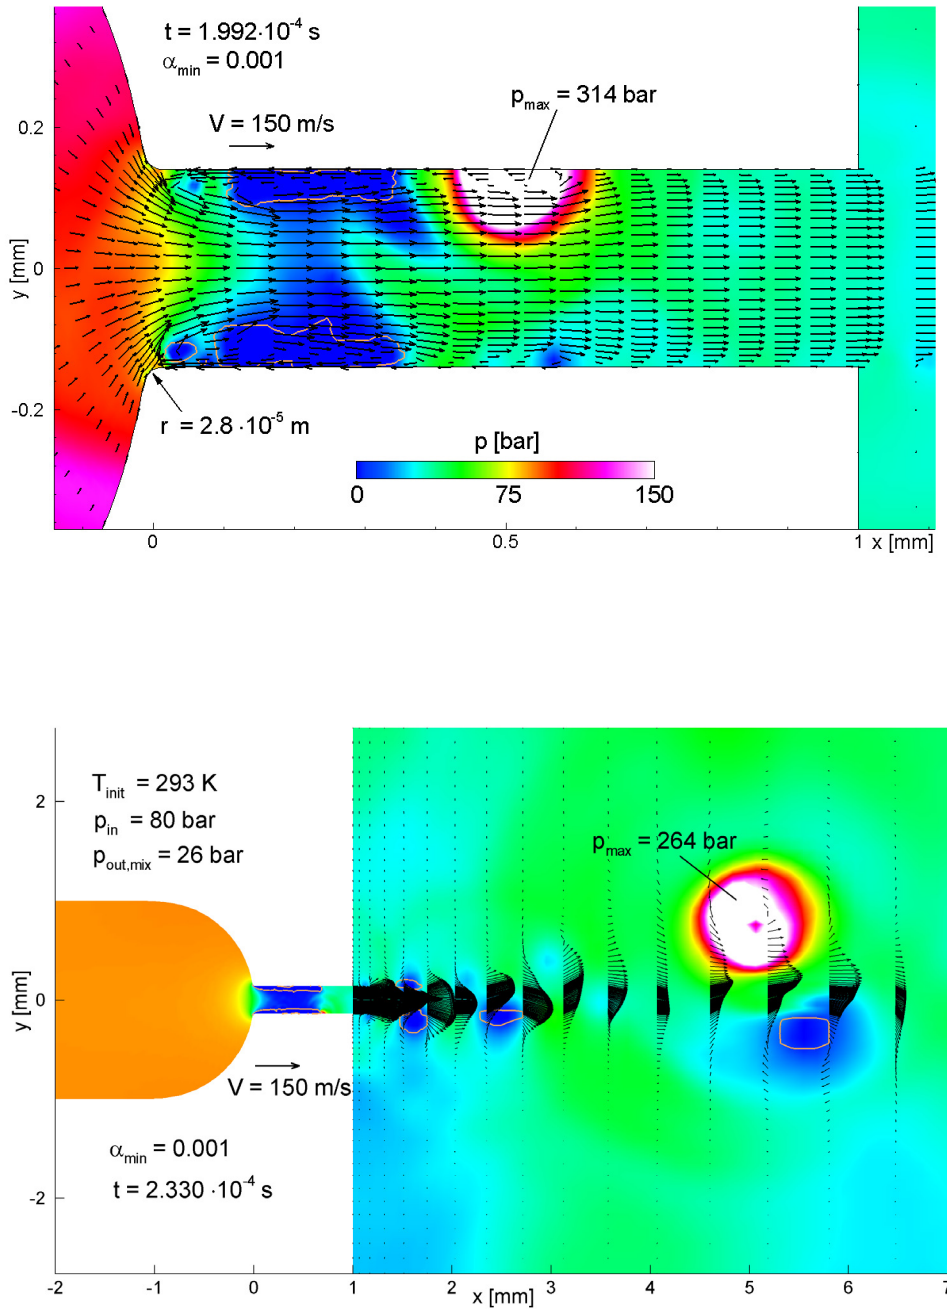 t = 1.992·10⁻⁴ s
α_min = 0.001
p_max = 314 bar
V = 150 m/s
0.2
y [mm]
0
-0.2
r = 2.8·10⁻⁵ m
p [bar]
0 75 150
0 0.5 1 x [mm]
T_init = 293 K
p_in = 80 bar
p_out,mix = 26 bar
p_max = 264 bar
2
y [mm]
0
-2
V = 150 m/s
α_min = 0.001
t = 2.330·10⁻⁴ s
-2 -1 0 1 2 3 4 5 6 7
x [mm]